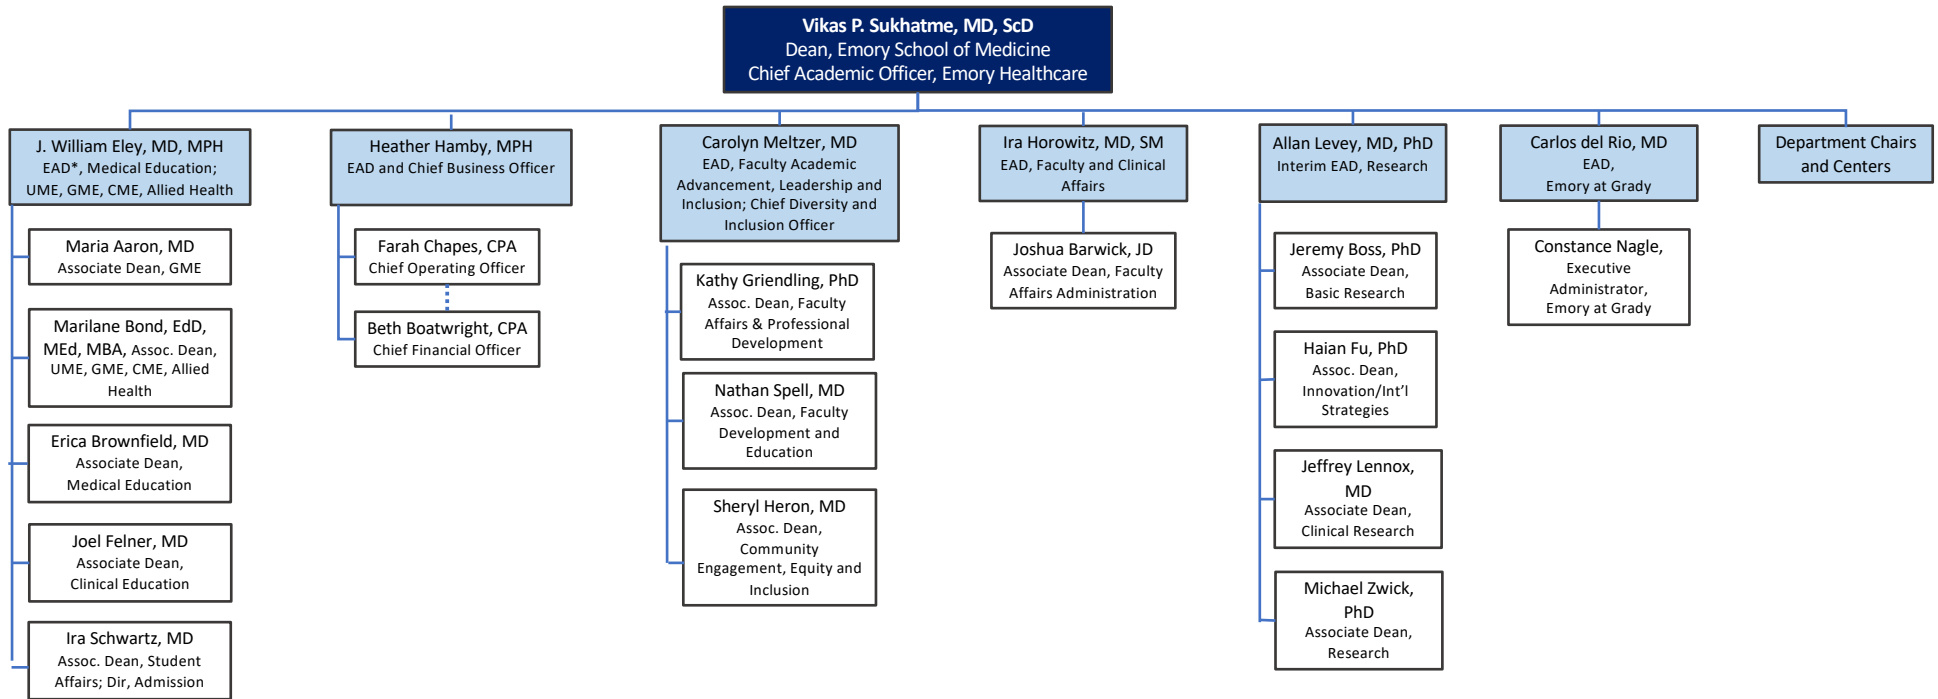 Vikas P. Sukhatme, MD, ScD
Dean, Emory School of Medicine
Chief Academic Officer, Emory Healthcare
J. William Eley, MD, MPH
EAD*, Medical Education;
UME, GME, CME, Allied Health
Maria Aaron, MD
Associate Dean, GME
Marilane Bond, EdD,
MEd, MBA, Assoc. Dean,
UME, GME, CME, Allied
Health
Erica Brownfield, MD
Associate Dean,
Medical Education
Joel Felner, MD
Associate Dean,
Clinical Education
Ira Schwartz, MD
Assoc. Dean, Student
Affairs; Dir, Admission
Heather Hamby, MPH
EAD and Chief Business Officer
Farah Chapes, CPA
Chief Operating Officer
Beth Boatwright, CPA
Chief Financial Officer
Carolyn Meltzer, MD
EAD, Faculty Academic
Advancement, Leadership and
Inclusion; Chief Diversity and
Inclusion Officer
Kathy Griendling, PhD
Assoc. Dean, Faculty
Affairs & Professional
Development
Nathan Spell, MD
Assoc. Dean, Faculty
Development and
Education
Sheryl Heron, MD
Assoc. Dean,
Community
Engagement, Equity and
Inclusion
Ira Horowitz, MD, SM
EAD, Faculty and Clinical
Affairs
Joshua Barwick, JD
Associate Dean, Faculty
Affairs Administration
Allan Levey, MD, PhD
Interim EAD, Research
Jeremy Boss, PhD
Associate Dean,
Basic Research
Haian Fu, PhD
Assoc. Dean,
Innovation/Int’l
Strategies
Jeffrey Lennox,
MD
Associate Dean,
Clinical Research
Michael Zwick,
PhD
Associate Dean,
Research
Carlos del Rio, MD
EAD,
Emory at Grady
Constance Nagle,
Executive
Administrator,
Emory at Grady
Department Chairs
and Centers